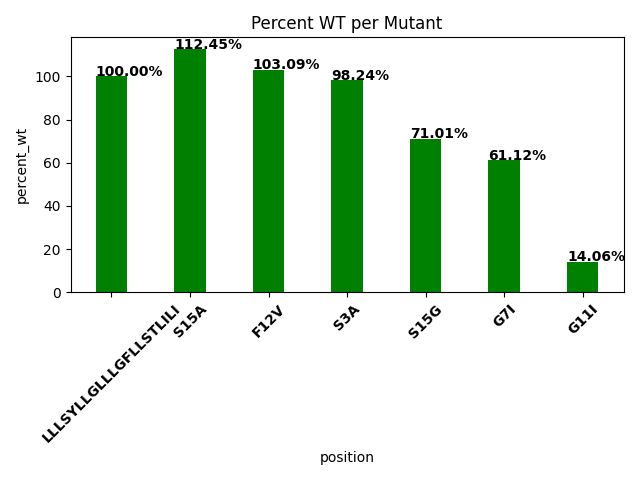 Percent WT per Mutant
percent_wt
100
80
60
40
20
0
100.00%
112.45%
103.09%
98.24%
71.01%
61.12%
14.06%
LLLSYLLGLLLGFLLSTLILI
S15A
F12V
S3A
S15G
G7I
G11I
position